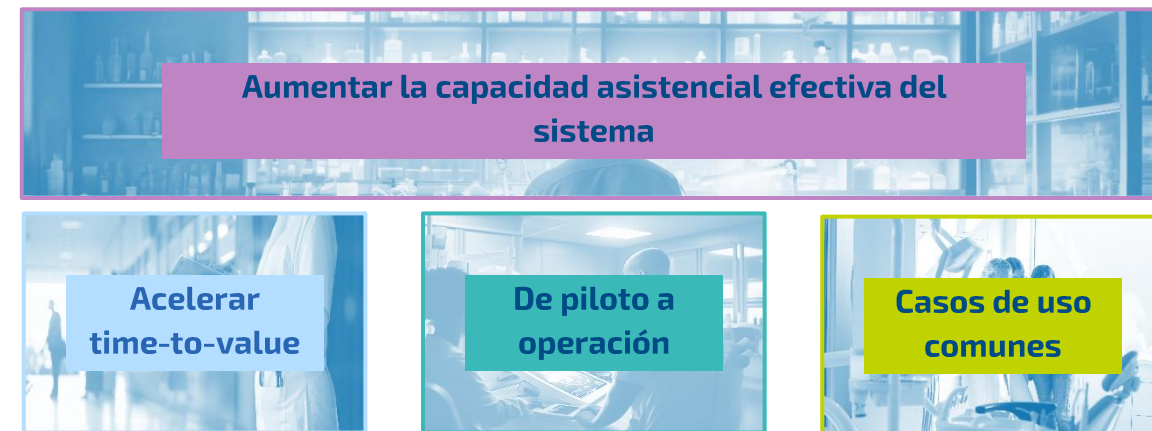 Aumentar la capacidad asistencial efectiva del
sistema
Acelerar
time-to-value
De piloto a
operación
Casos de uso
comunes